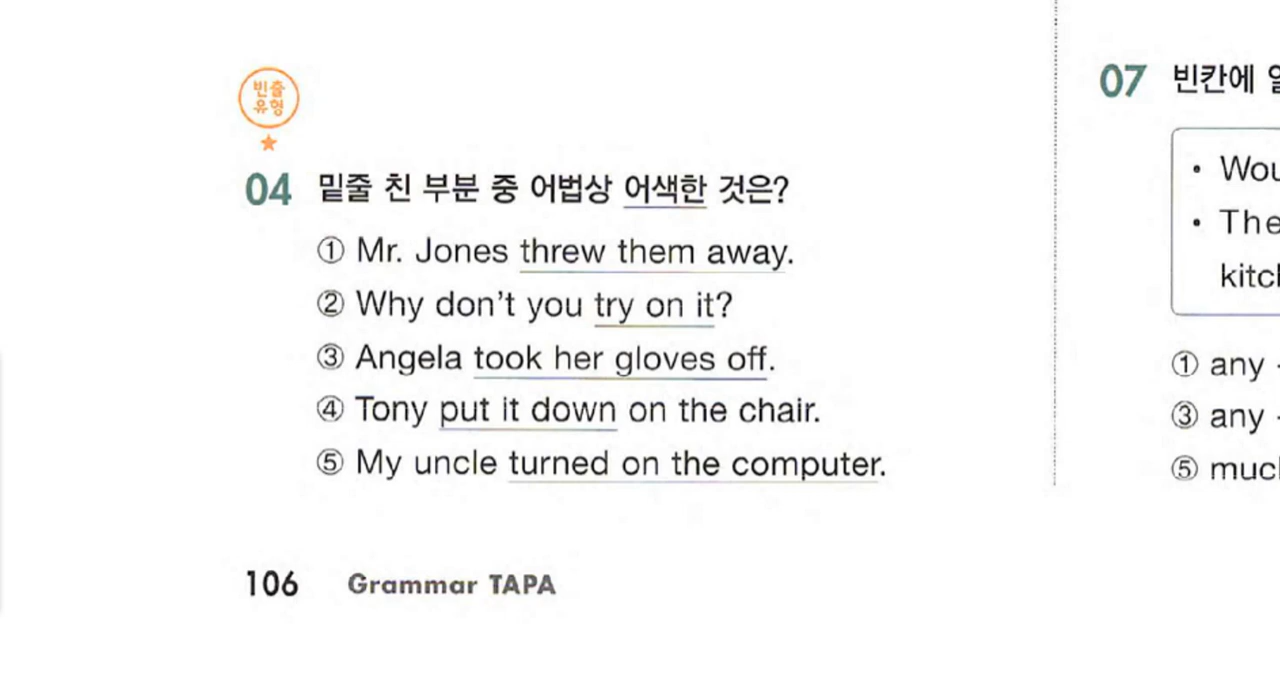 빈출
유형
04 밑줄 친 부분 중 어법상 어색한 것은?
① Mr. Jones threw them away.
② Why don't you try on it?
③ Angela took her gloves off.
④ Tony put it down on the chair.
⑤ My uncle turned on the computer.
106 Grammar TAPA
07 빈칸에
• Wou
• The
kitch
① any
③ any
⑤ much